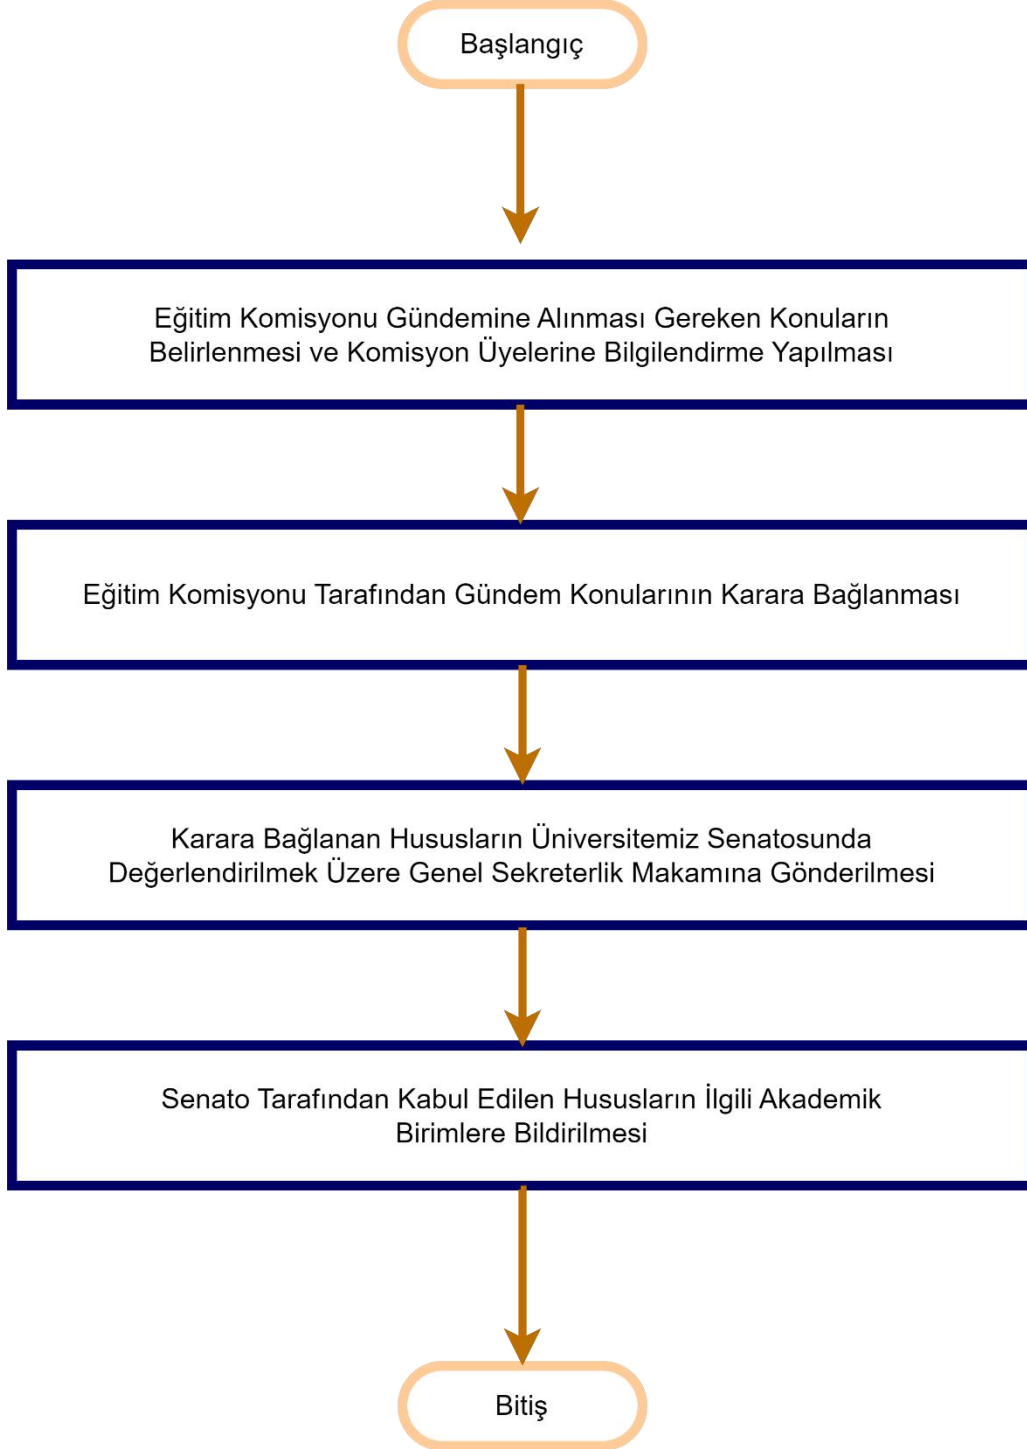 Başlangıç
Eğitim Komisyonu Gündemine Alınması Gereken Konuların
Belirlenmesi ve Komisyon Üyelerine Bilgilendirme Yapılması
Eğitim Komisyonu Tarafından Gündem Konularının Karara Bağlanması
Karara Bağlanan Hususların Üniversitemiz Senatosunda
Değerlendirilmek Üzere Genel Sekreterlik Makamına Gönderilmesi
Senato Tarafından Kabul Edilen Hususların İlgili Akademik
Birimlere Bildirilmesi
Bitiş